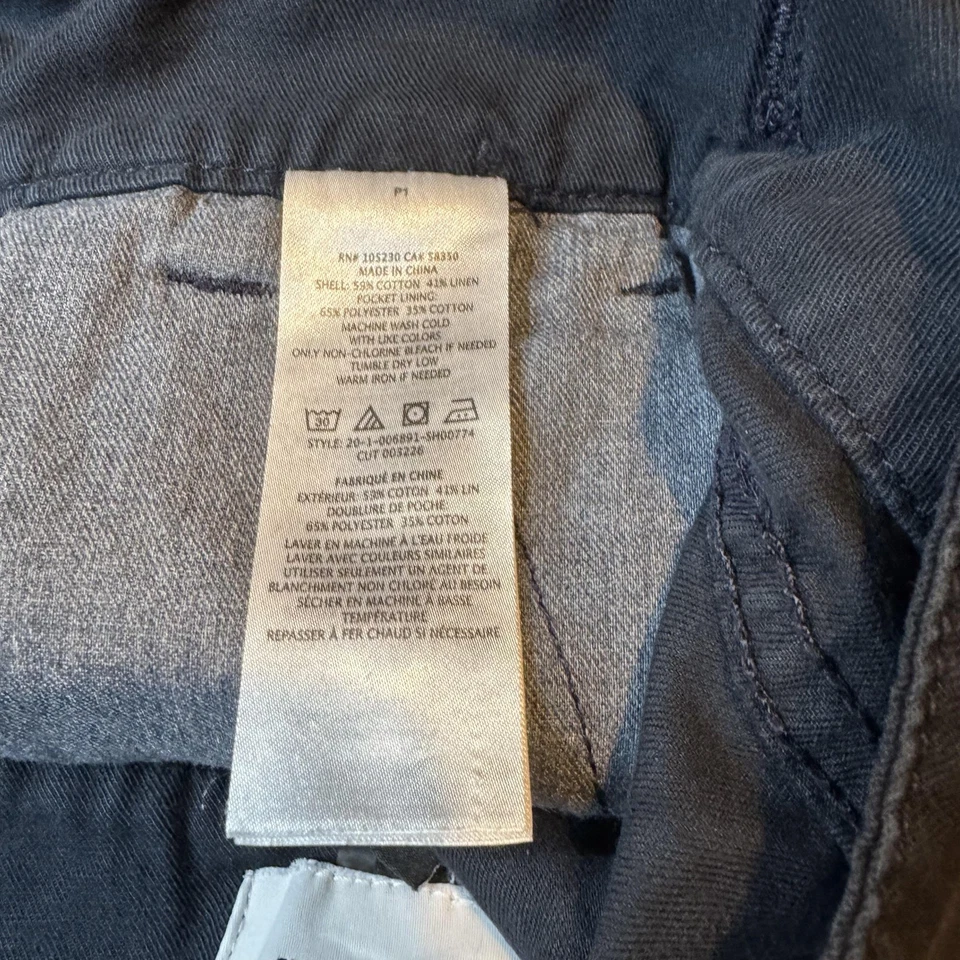 P1
RN# 105230 CA# 58350
MADE IN CHINA
SHELL: 59% COTTON 41% LINEN
POCKET LINING:
65% POLYESTER 35% COTTON
MACHINE WASH COLD
WITH LIKE COLORS
ONLY NON-CHLORINE BLEACH IF NEEDED
TUMBLE DRY LOW
WARM IRON IF NEEDED
30
STYLE: 20-1-006891-SH00774
CUT 003226
FABRIQUÉ EN CHINE
EXTÉRIEUR: 59% COTTON 41% LIN
DOUBLURE DE POCHE:
65% POLYESTER 35% COTON
LAVER EN MACHINE À L'EAU FROIDE
LAVER AVEC COULEURS SIMILAIRES
UTILISER SEULEMENT UN AGENT DE
BLANCHIMENT NON CHLORÉ AU BESOIN
SÉCHER EN MACHINE À BASSE
TEMPÉRATURE
REPASSER À FER CHAUD SI NÉCESSAIRE